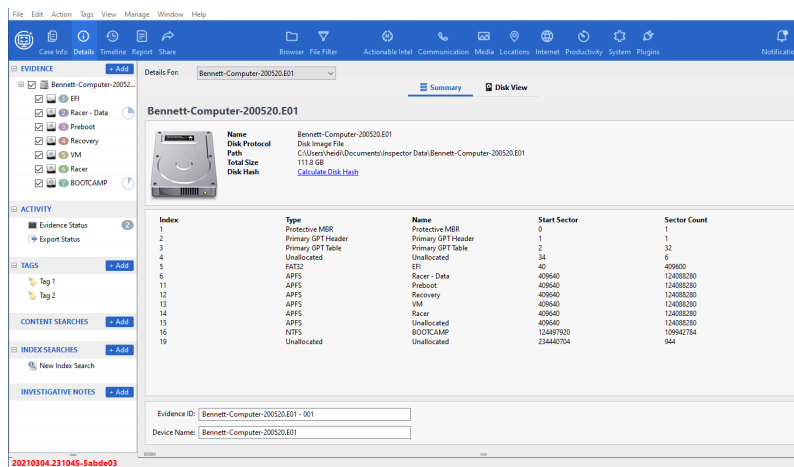 File Edit Action Tags View Manage Window Help
Case Info Details Timeline Report Share Browser File Filter Actionable Intel Communication Media Locations Internet Productivity System Plugins Notificatio
EVIDENCE + Add
Bennett-Computer-20052...
1 EFI
2 Racer - Data
3 Preboot
4 Recovery
5 VM
6 Racer
7 BOOTCAMP
ACTIVITY
Evidence Status 2
Export Status
TAGS + Add
Tag 1
Tag 2
CONTENT SEARCHES + Add
INDEX SEARCHES + Add
New Index Search
INVESTIGATIVE NOTES + Add
20210304.231045-5abde03
Details For: Bennett-Computer-200520.E01
Summary Disk View
Bennett-Computer-200520.E01
Name Bennett-Computer-200520.E01
Disk Protocol Disk Image File
Path C:\Users\heidi\Documents\Inspector Data\Bennett-Computer-200520.E01
Total Size 111.8 GB
Disk Hash Calculate Disk Hash
Index Type Name Start Sector Sector Count
1 Protective MBR Protective MBR 0 1
2 Primary GPT Header Primary GPT Header 1 1
3 Primary GPT Table Primary GPT Table 2 32
4 Unallocated Unallocated 34 6
5 FAT32 EFI 40 409600
6 APFS Racer - Data 409640 124088280
11 APFS Preboot 409640 124088280
12 APFS Recovery 409640 124088280
13 APFS VM 409640 124088280
14 APFS Racer 409640 124088280
15 APFS Unallocated 409640 124088280
16 NTFS BOOTCAMP 124497920 109942784
19 Unallocated Unallocated 234440704 944
Evidence ID: Bennett-Computer-200520.E01 - 001
Device Name: Bennett-Computer-200520.E01